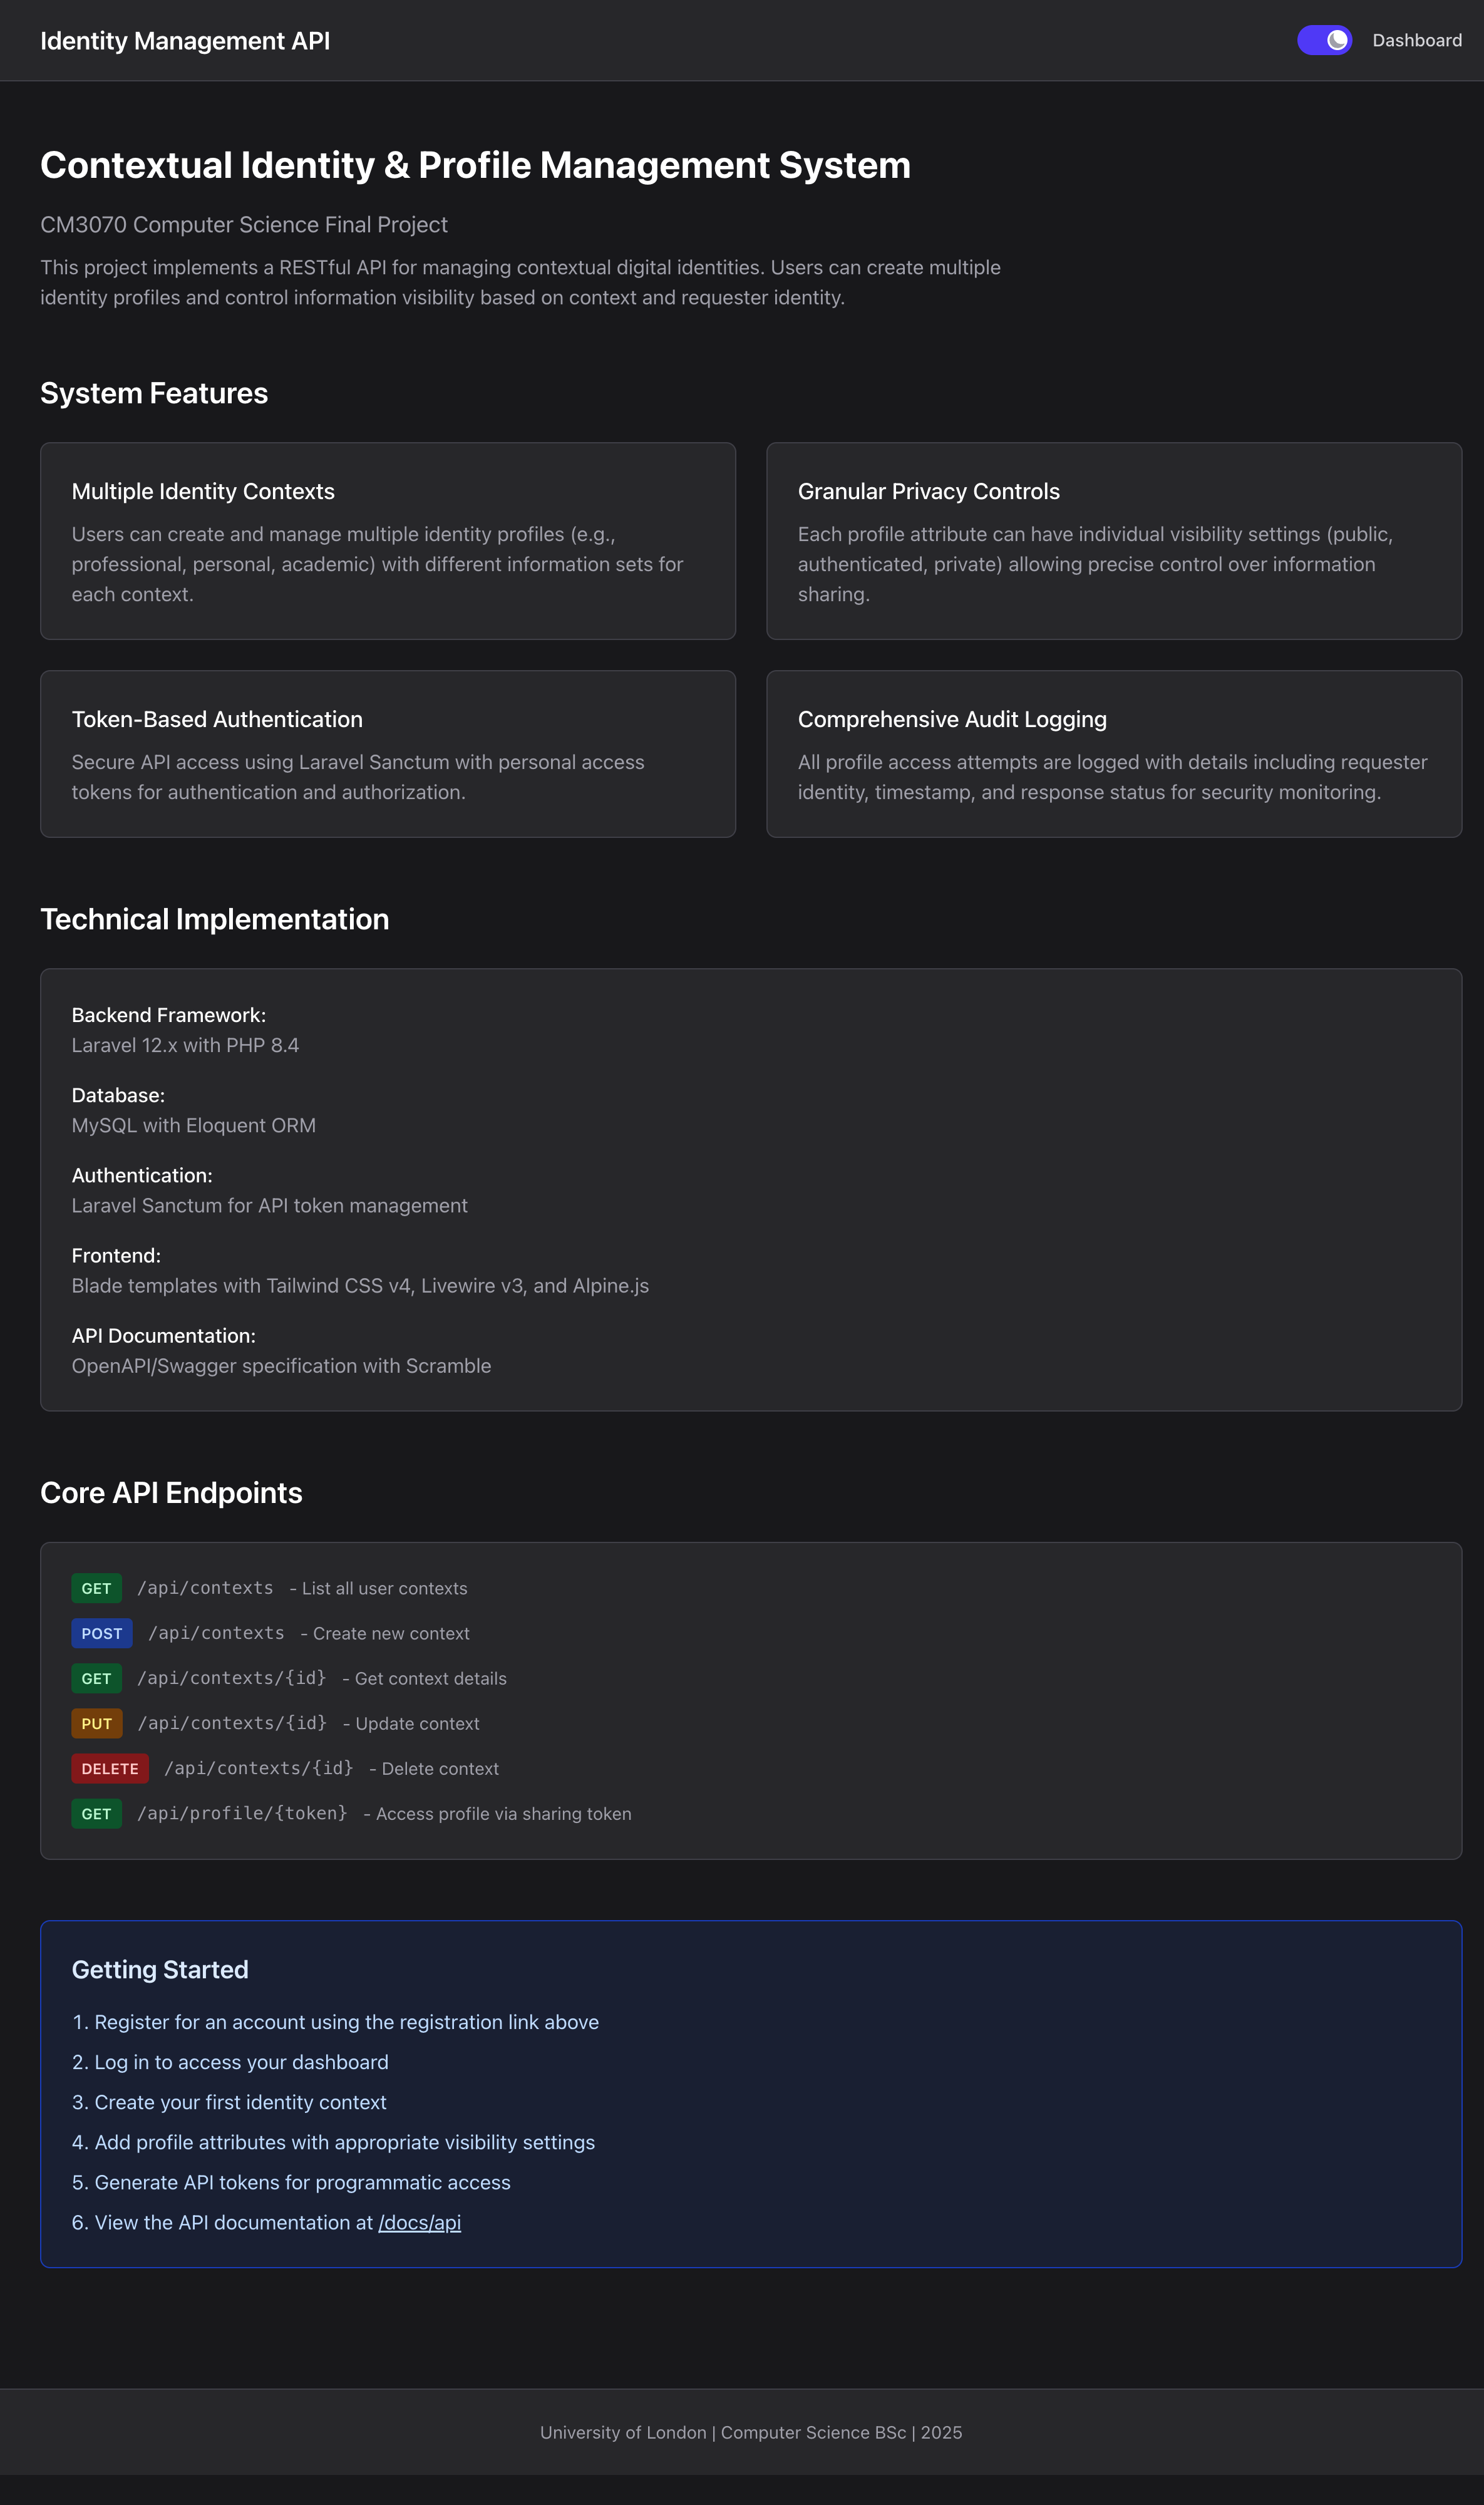 Identity Management API
Dashboard
Contextual Identity & Profile Management System
CM3070 Computer Science Final Project
This project implements a RESTful API for managing contextual digital identities. Users can create multiple
identity profiles and control information visibility based on context and requester identity.
System Features
Multiple Identity Contexts
Users can create and manage multiple identity profiles (e.g.,
professional, personal, academic) with different information sets for
each context.
Granular Privacy Controls
Each profile attribute can have individual visibility settings (public,
authenticated, private) allowing precise control over information
sharing.
Token-Based Authentication
Secure API access using Laravel Sanctum with personal access
tokens for authentication and authorization.
Comprehensive Audit Logging
All profile access attempts are logged with details including requester
identity, timestamp, and response status for security monitoring.
Technical Implementation
Backend Framework:
Laravel 12.x with PHP 8.4
Database:
MySQL with Eloquent ORM
Authentication:
Laravel Sanctum for API token management
Frontend:
Blade templates with Tailwind CSS v4, Livewire v3, and Alpine.js
API Documentation:
OpenAPI/Swagger specification with Scramble
Core API Endpoints
GET /api/contexts - List all user contexts
POST /api/contexts - Create new context
GET /api/contexts/{id} - Get context details
PUT /api/contexts/{id} - Update context
DELETE /api/contexts/{id} - Delete context
GET /api/profile/{token} - Access profile via sharing token
Getting Started
1. Register for an account using the registration link above
2. Log in to access your dashboard
3. Create your first identity context
4. Add profile attributes with appropriate visibility settings
5. Generate API tokens for programmatic access
6. View the API documentation at /docs/api
University of London | Computer Science BSc | 2025